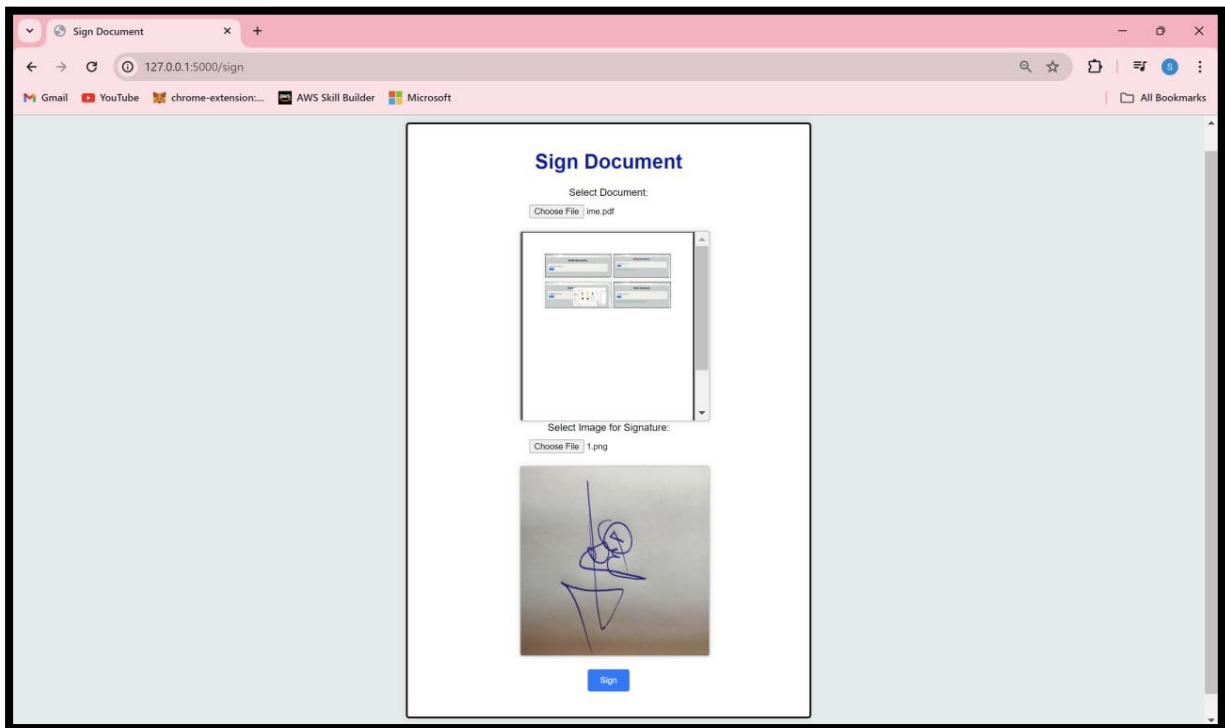 Sign Document
127.0.0.1:5000/sign
S
Gmail YouTube chrome-extension:... AWS Skill Builder Microsoft All Bookmarks
Sign Document
Select Document:
Choose File ime.pdf
Select Image for Signature:
Choose File 1.png
Sign